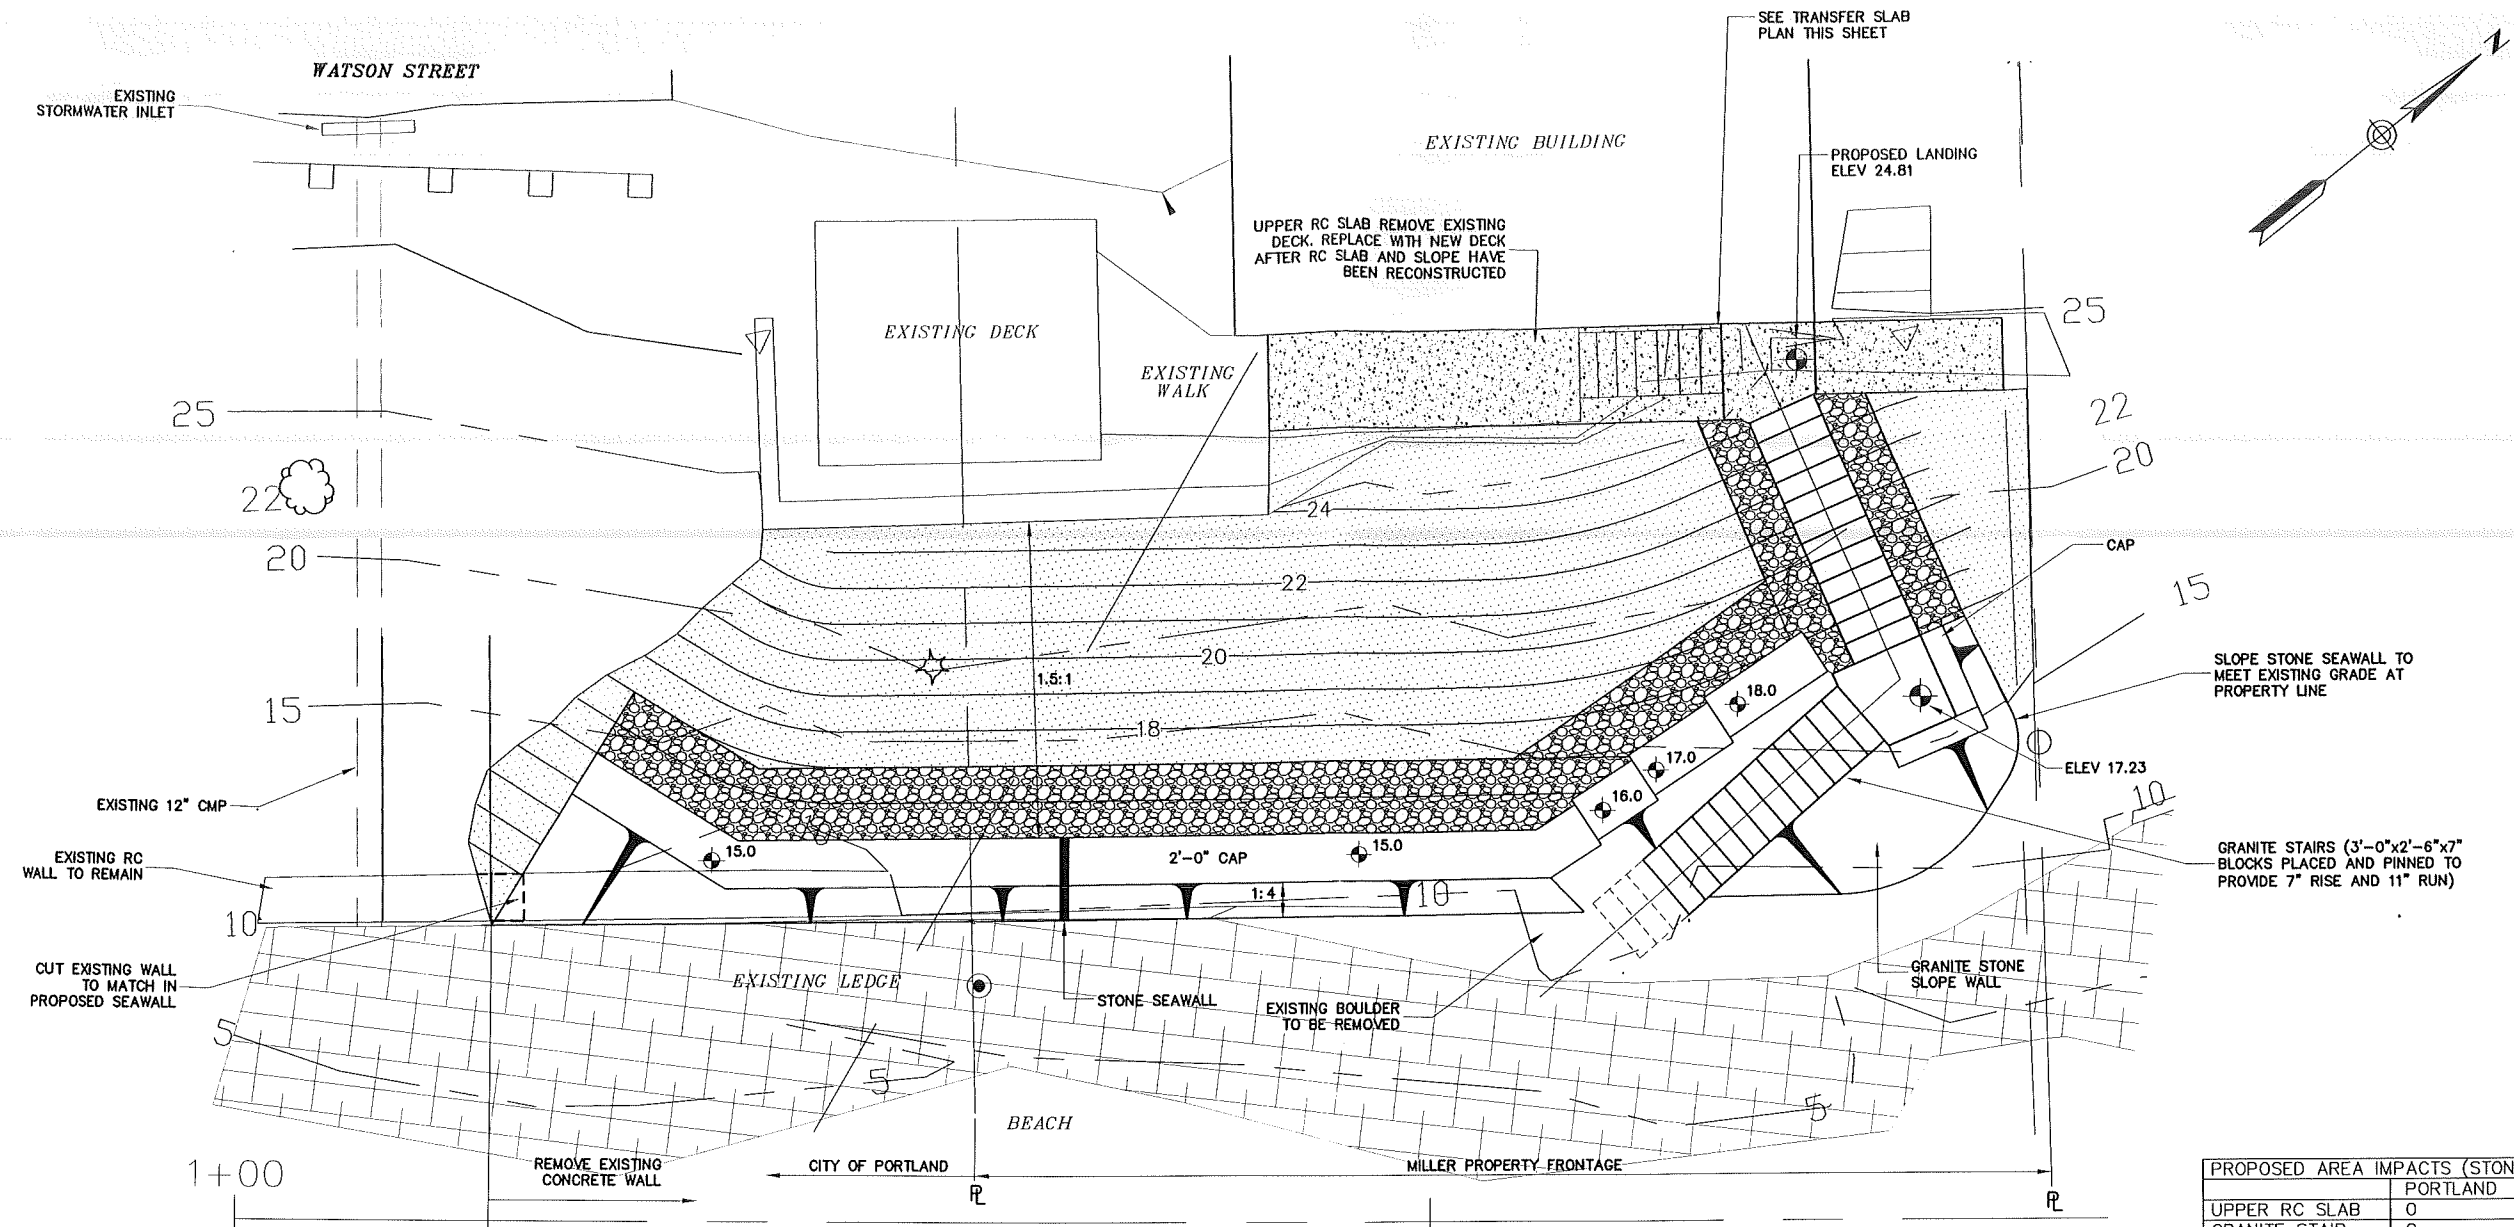 SEE TRANSFER SLAB
PLAN THIS SHEET
N
WATSON STREET
EXISTING
STORMWATER INLET
EXISTING BUILDING
PROPOSED LANDING
ELEV 24.81
UPPER RC SLAB REMOVE EXISTING
DECK. REPLACE WITH NEW DECK
AFTER RC SLAB AND SLOPE HAVE
BEEN RECONSTRUCTED
25
EXISTING DECK
EXISTING
WALK
25
22
20
22
24
20
CAP
22
15
20
1.5:1
SLOPE STONE SEAWALL TO
MEET EXISTING GRADE AT
PROPERTY LINE
18.0
15
18
17.0
ELEV 17.23
16.0
10
EXISTING 12" CMP
15.0
2'-0" CAP
15.0
EXISTING RC
WALL TO REMAIN
GRANITE STAIRS (3'-0"x2'-6"x7"
BLOCKS PLACED AND PINNED TO
PROVIDE 7" RISE AND 11" RUN)
1:4
10
10
CUT EXISTING WALL
TO MATCH IN
PROPOSED SEAWALL
EXISTING LEDGE
STONE SEAWALL
EXISTING BOULDER
TO BE REMOVED
GRANITE STONE
SLOPE WALL
5
5
5
BEACH
1+00
REMOVE EXISTING
CONCRETE WALL
CITY OF PORTLAND
MILLER PROPERTY FRONTAGE
PL
PL
PROPOSED AREA IMPACTS (STON
PORTLAND
UPPER RC SLAB 0